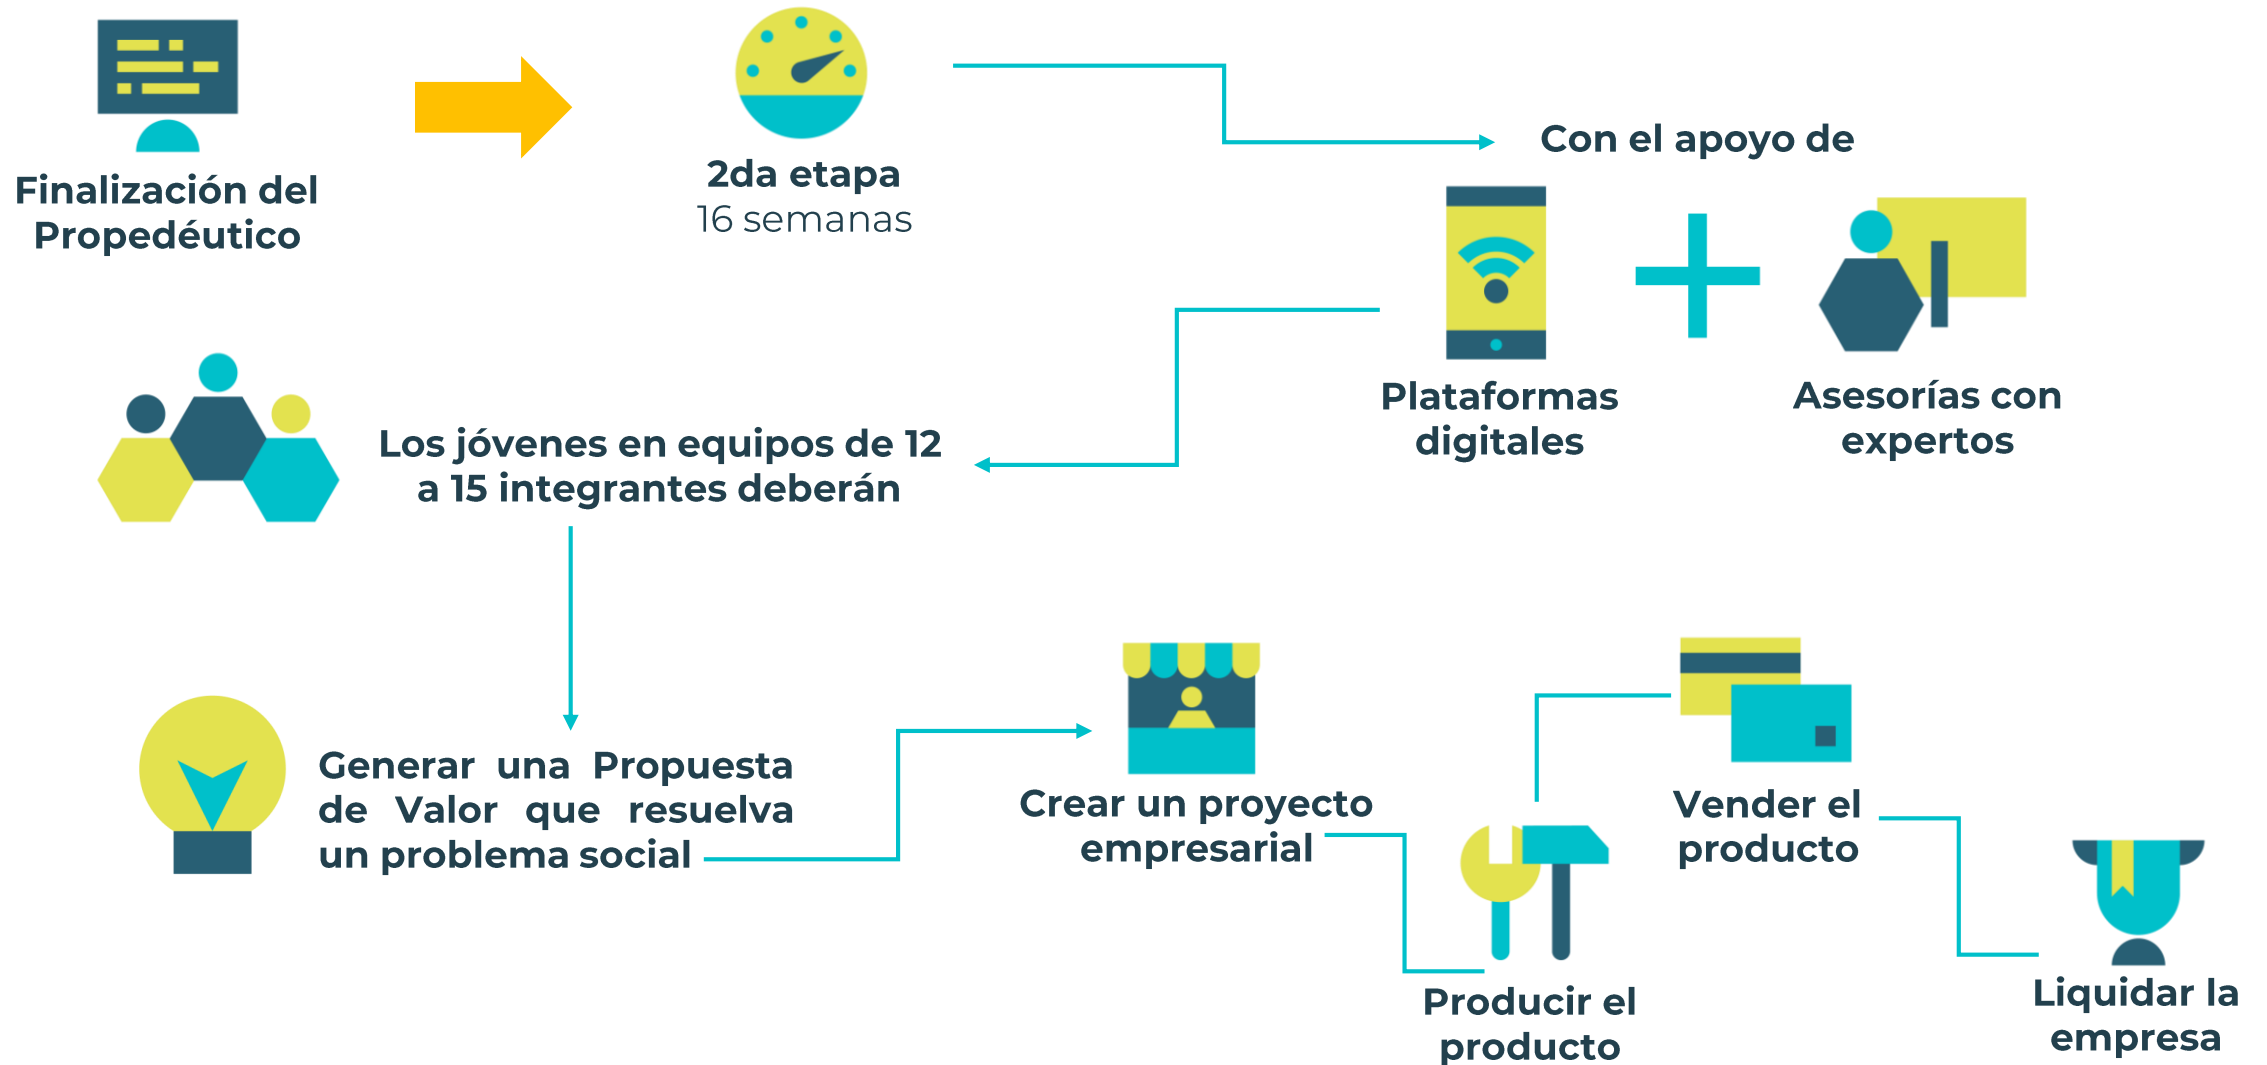 Finalización del
Propedéutico
2da etapa
16 semanas
Con el apoyo de
Plataformas
digitales
Asesorías con
expertos
Los jóvenes en equipos de 12
a 15 integrantes deberán
Generar una Propuesta
de Valor que resuelva
un problema social
Crear un proyecto
empresarial
Producir el
producto
Vender el
producto
Liquidar la
empresa